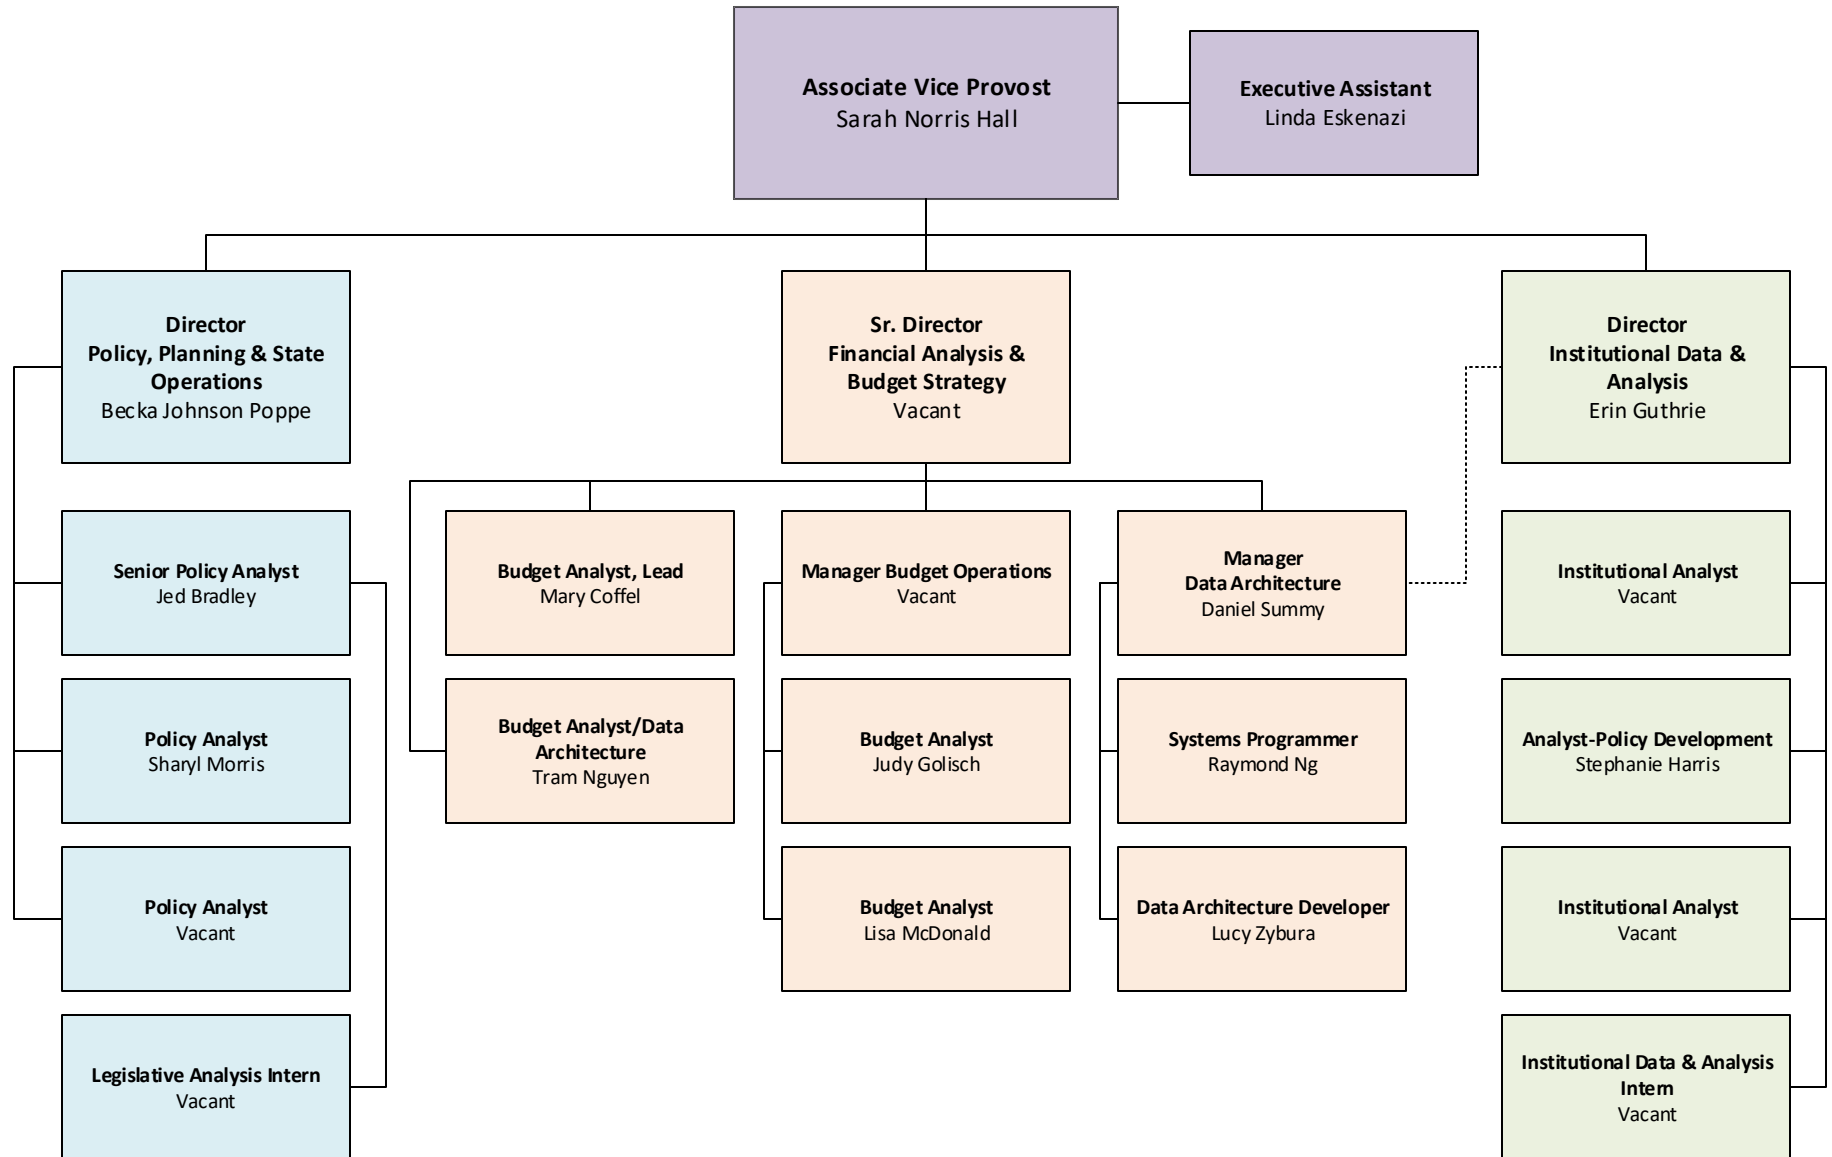 Associate Vice Provost
Sarah Norris Hall
Executive Assistant
Linda Eskenazi
Director
Policy, Planning & State
Operations
Becka Johnson Poppe
Sr. Director
Financial Analysis &
Budget Strategy
Vacant
Director
Institutional Data &
Analysis
Erin Guthrie
Senior Policy Analyst
Jed Bradley
Budget Analyst, Lead
Mary Coffel
Manager Budget Operations
Vacant
Manager
Data Architecture
Daniel Summy
Institutional Analyst
Vacant
Policy Analyst
Sharyl Morris
Budget Analyst/Data
Architecture
Tram Nguyen
Budget Analyst
Judy Golisch
Systems Programmer
Raymond Ng
Analyst-Policy Development
Stephanie Harris
Policy Analyst
Vacant
Budget Analyst
Lisa McDonald
Data Architecture Developer
Lucy Zybura
Institutional Analyst
Vacant
Legislative Analysis Intern
Vacant
Institutional Data & Analysis
Intern
Vacant